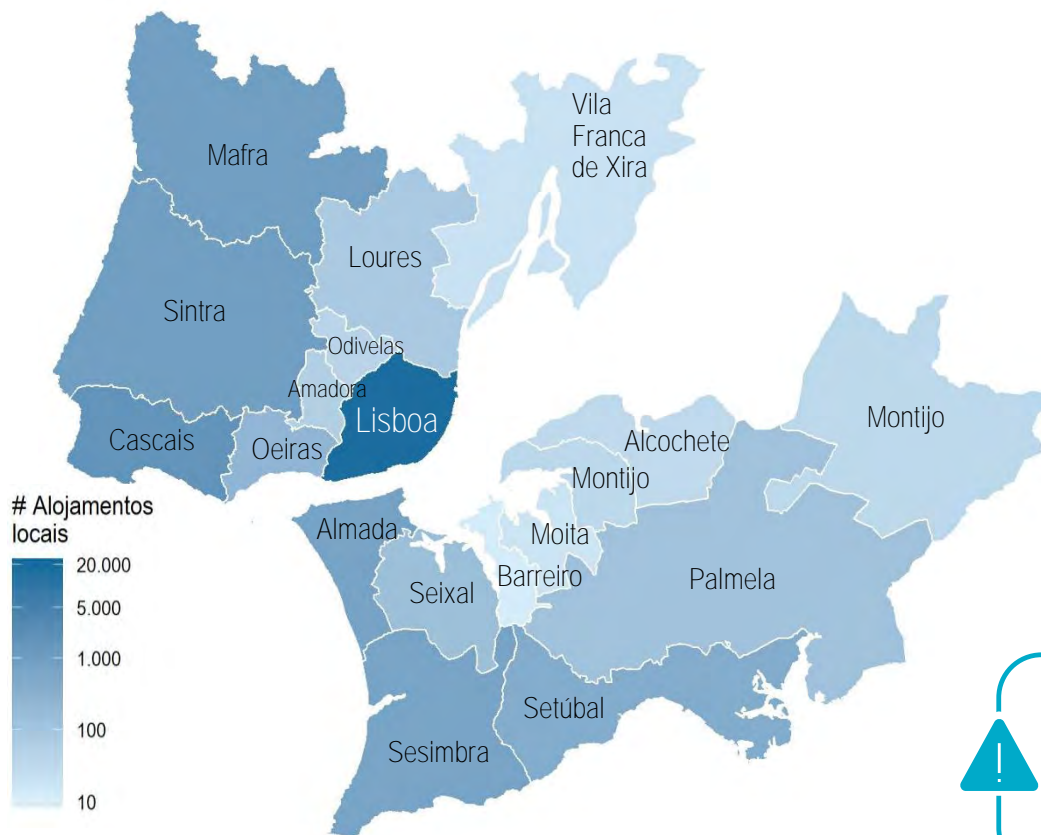 Vila
Franca
de Xira
Mafra
Loures
Sintra
Odivelas
Amadora
Lisboa
Cascais
Oeiras
Alcochete
Montijo
Montijo
# Alojamentos
locais
20.000
5.000
1.000
100
10
Almada
Moita
Barreiro
Seixal
Palmela
Setúbal
Sesimbra
!